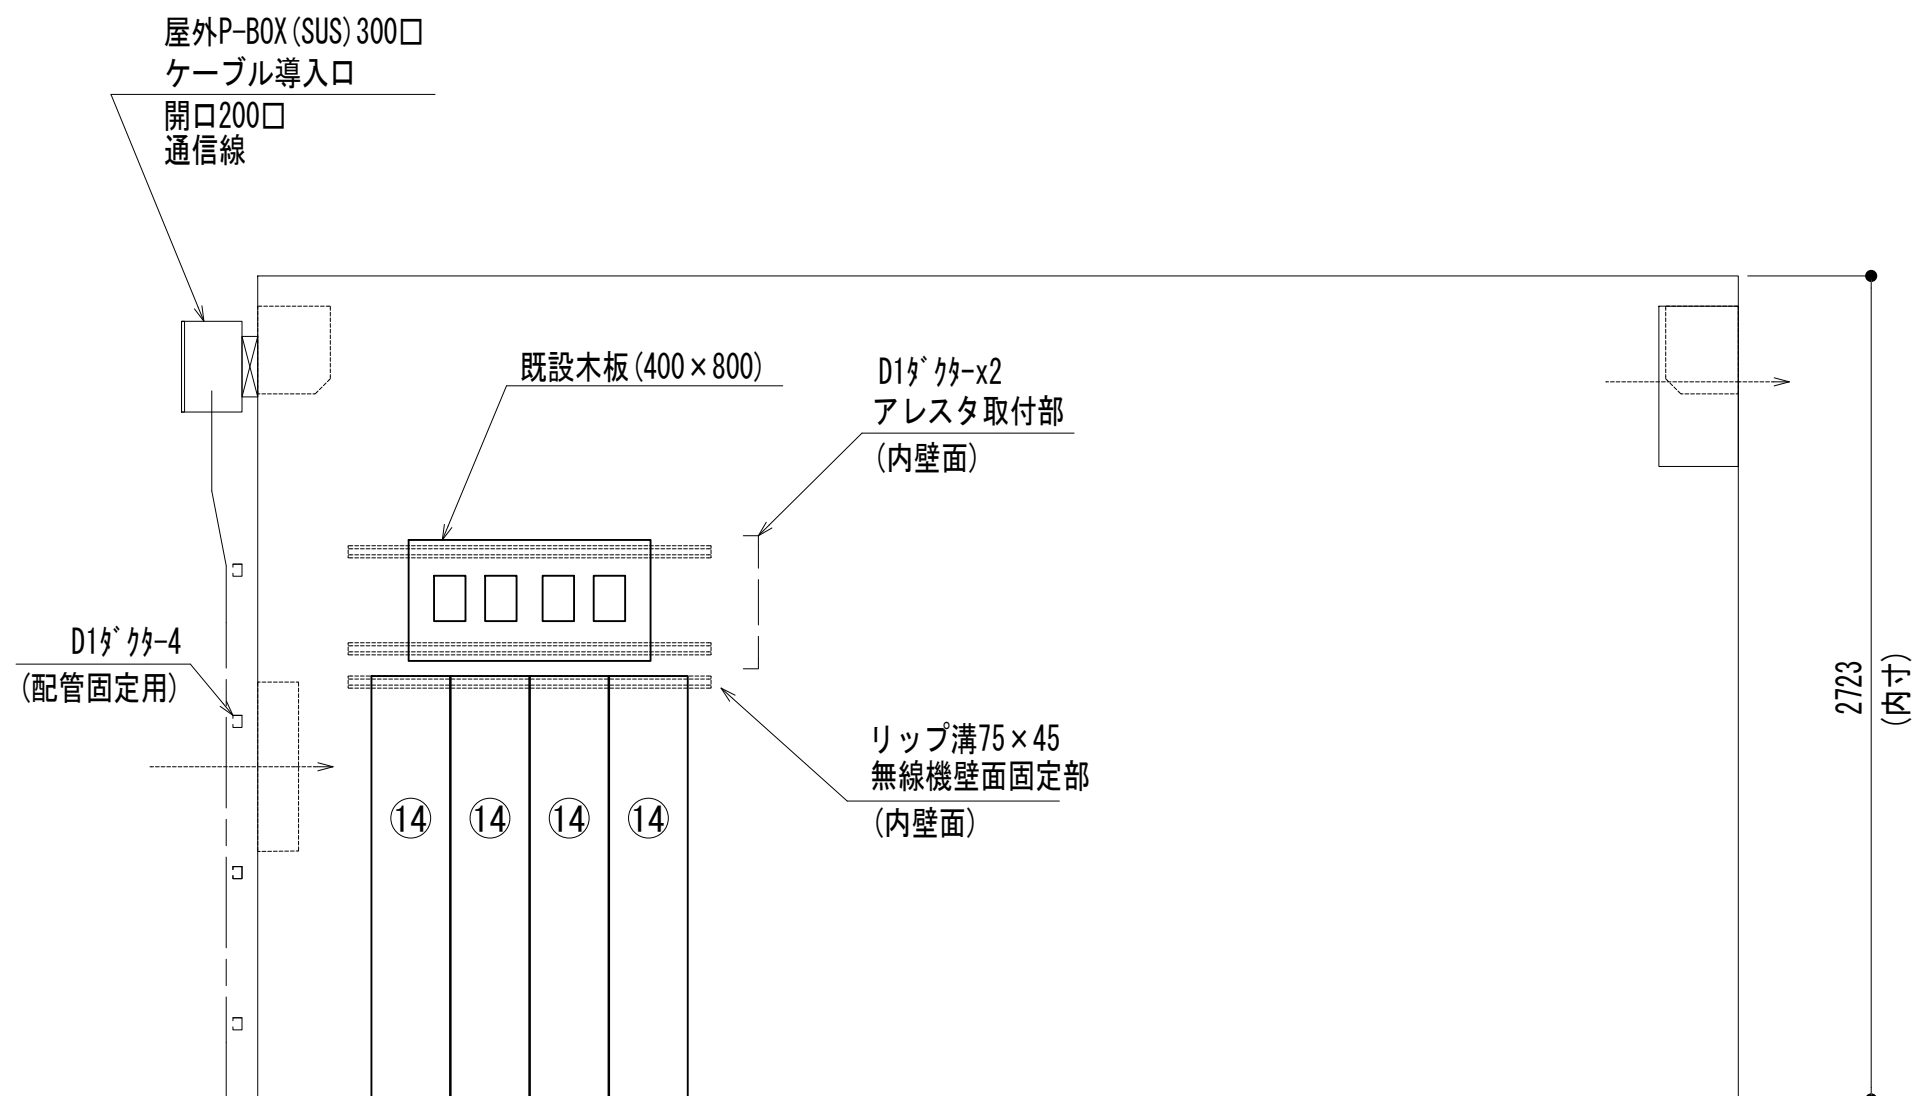 屋外P-BOX(SUS)300□
ケーブル導入口
開口200□
通信線
既設木板(400×800)
D1ﾀﾞｸﾀｰx2
アレスタ取付部
(内壁面)
D1ﾀﾞｸﾀｰ4
(配管固定用)
リップ溝75×45
無線機壁面固定部
(内壁面)
⑭ ⑭ ⑭ ⑭
2723
(内寸)